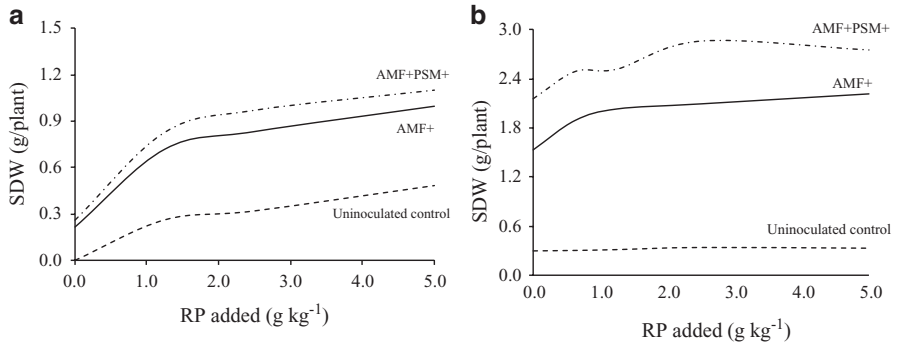 a
SDW (g/plant)
1.5
1.2
0.9
0.6
0.3
0.0
AMF+PSM+
AMF+
Uninoculated control
0.0 1.0 2.0 3.0 4.0 5.0
RP added (g kg⁻¹)
b
SDW (g/plant)
3.0
2.4
1.8
1.2
0.6
0.0
AMF+PSM+
AMF+
Uninoculated control
0.0 1.0 2.0 3.0 4.0 5.0
RP added (g kg⁻¹)